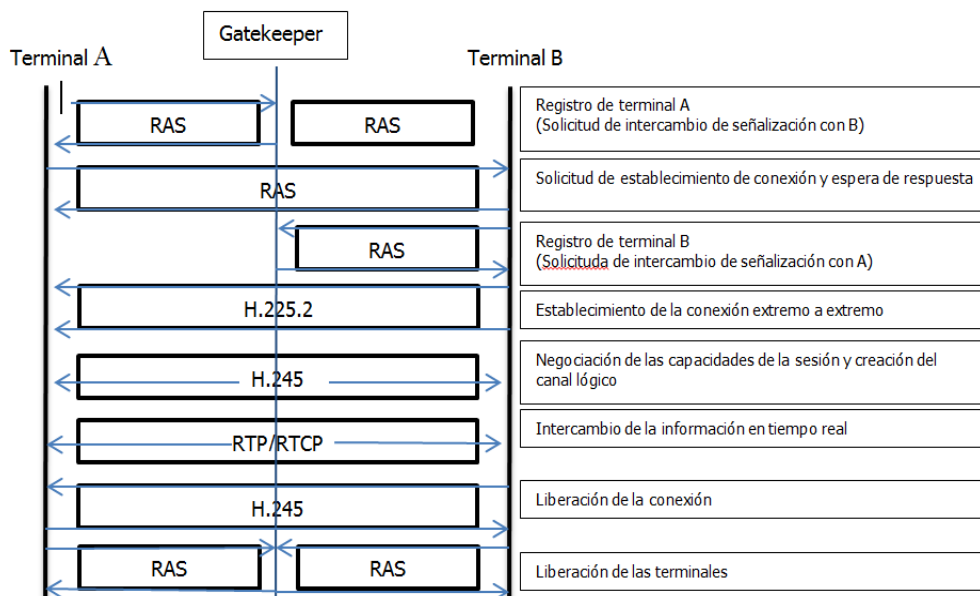 Gatekeeper
Terminal A
Terminal B
RAS
RAS
Registro de terminal A
(Solicitud de intercambio de señalización con B)
RAS
Solicitud de establecimiento de conexión y espera de respuesta
RAS
Registro de terminal B
(Solicituda de intercambio de señalización con A)
H.225.2
Establecimiento de la conexión extremo a extremo
H.245
Negociación de las capacidades de la sesión y creación del
canal lógico
RTP/RTCP
Intercambio de la información en tiempo real
H.245
Liberación de la conexión
RAS
RAS
Liberación de las terminales